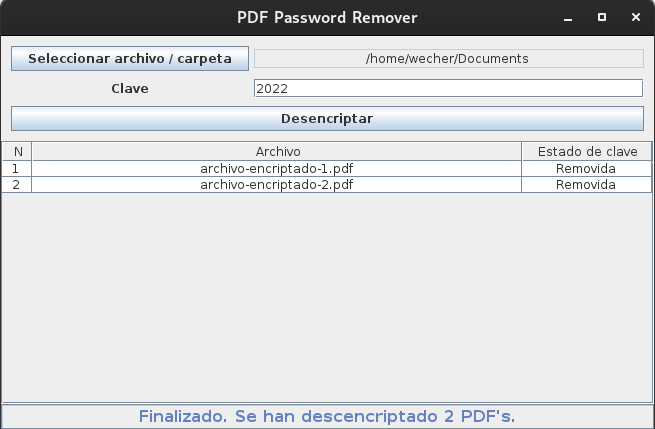 PDF Password Remover
Seleccionar archivo / carpeta /home/wecher/Documents
Clave 2022
Desencriptar
N Archivo Estado de clave
1 archivo-encriptado-1.pdf Removida
2 archivo-encriptado-2.pdf Removida
Finalizado. Se han descencriptado 2 PDF's.